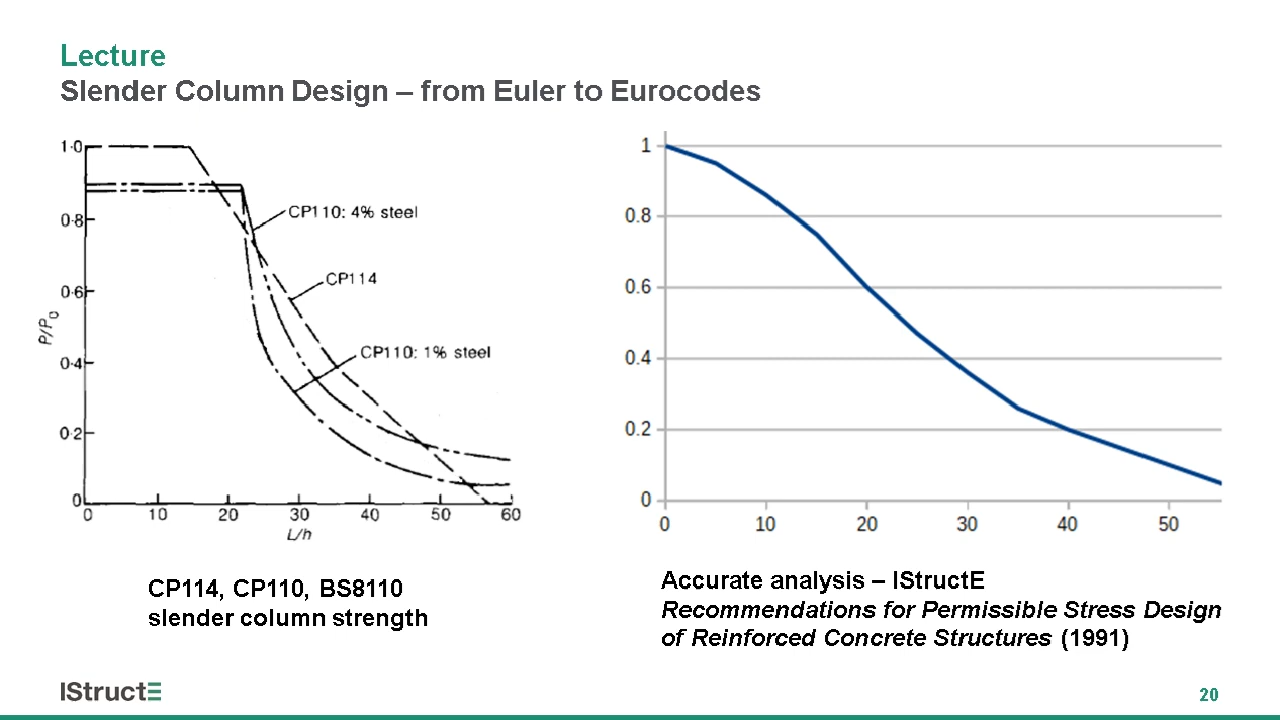 Lecture
Slender Column Design – from Euler to Eurocodes
1·0
0·8
0·6
0·4
0·2
0
P/P₀
CP110: 4% steel
CP114
CP110: 1% steel
0 10 20 30 40 50 60
L/h
1
0.8
0.6
0.4
0.2
0
0 10 20 30 40 50
CP114, CP110, BS8110
slender column strength
Accurate analysis – IStructE
Recommendations for Permissible Stress Design
of Reinforced Concrete Structures (1991)
IStructE
20